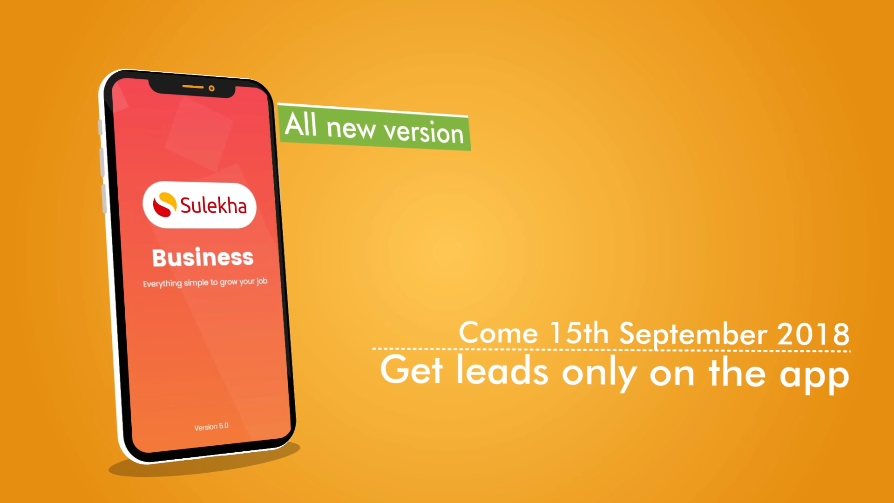 All new version
Sulekha
Business
Everything simple to grow your job
Version 5.0
Come 15th September 2018
Get leads only on the app